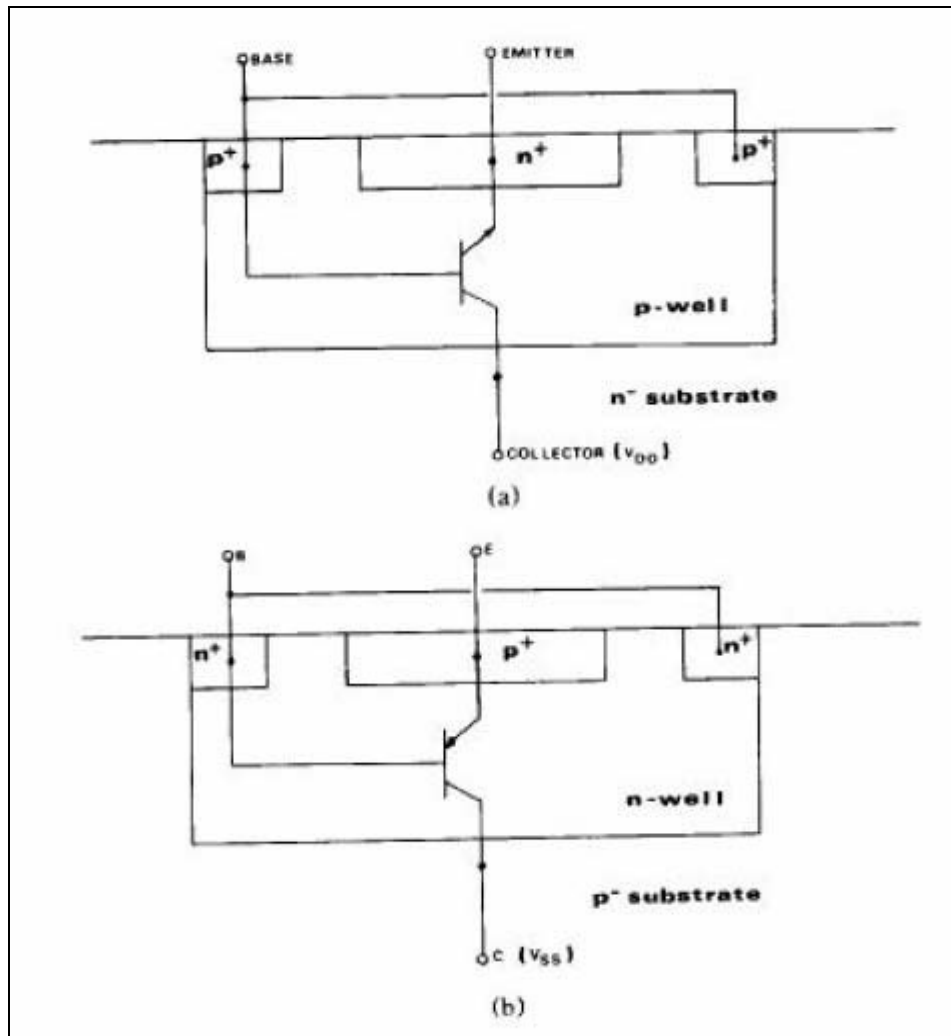 BASE
EMITTER
p+ n+ p+
p-well
n- substrate
COLLECTOR (VDD)
(a)
B E
n+ p+ n+
n-well
p- substrate
C (VSS)
(b)